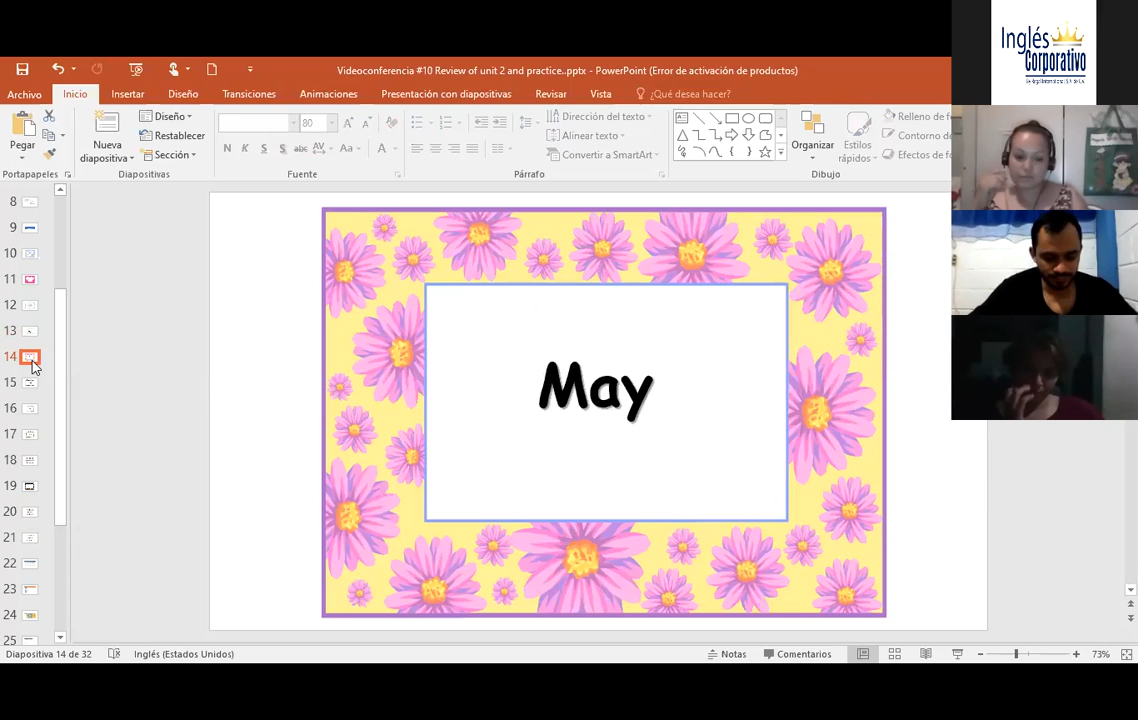 Videoconferencia #10 Review of unit 2 and practice..pptx - PowerPoint (Error de activación de productos)
Archivo Inicio Insertar Diseño Transiciones Animaciones Presentación con diapositivas Revisar Vista ¿Qué desea hacer?
Pegar
Nueva diapositiva
Diseño
Restablecer
Sección
80
N K S S abc AV Aa A
Dirección del texto
Alinear texto
Convertir a SmartArt
Organizar
Estilos rápidos
Relleno de f
Contorno de
Efectos de fo
Portapapeles Diapositivas Fuente Párrafo Dibujo
8
9
10
11
12
13
14
15
16
17
18
19
20
21
22
23
24
25
May
Inglés
Corporativo
Diapositiva 14 de 32 Inglés (Estados Unidos) Notas Comentarios 73%